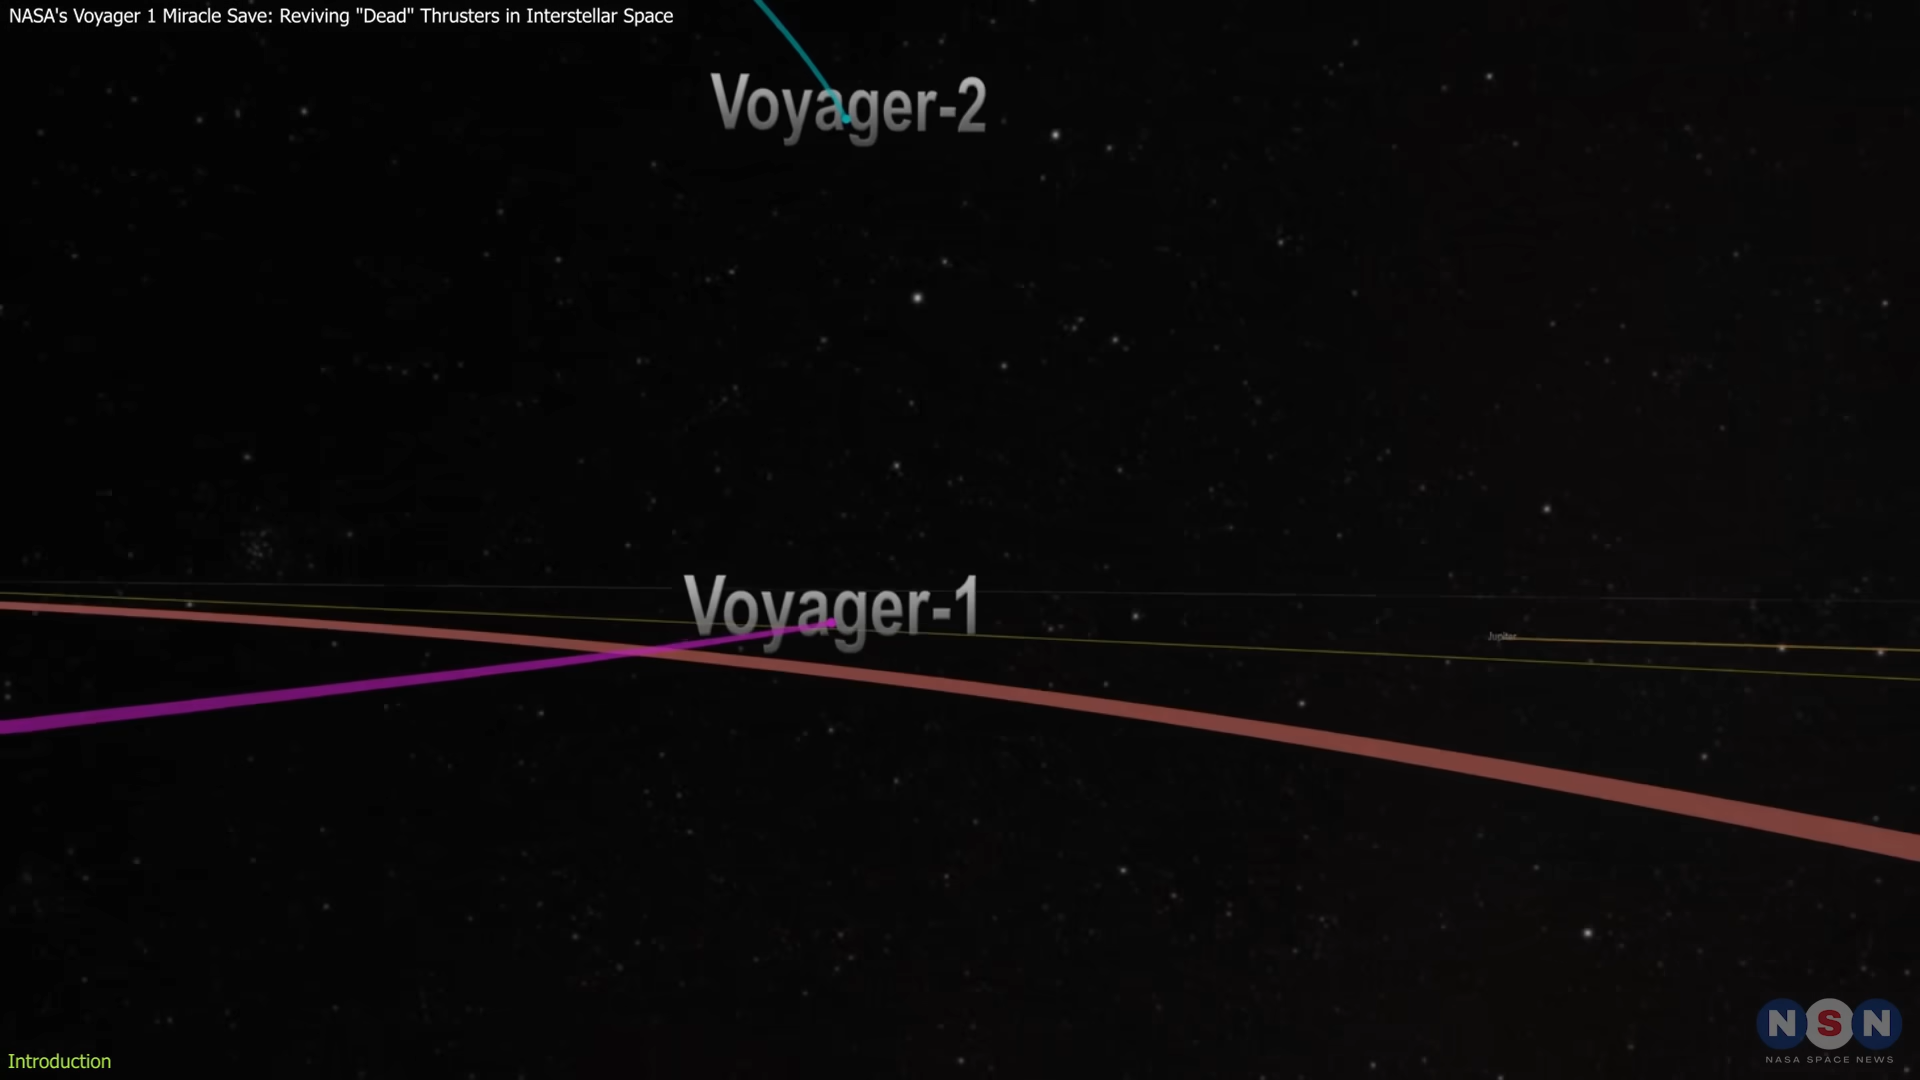 NASA's Voyager 1 Miracle Save: Reviving "Dead" Thrusters in Interstellar Space
Voyager-2
Voyager-1
Jupiter
NSN
NASA SPACE NEWS
Introduction